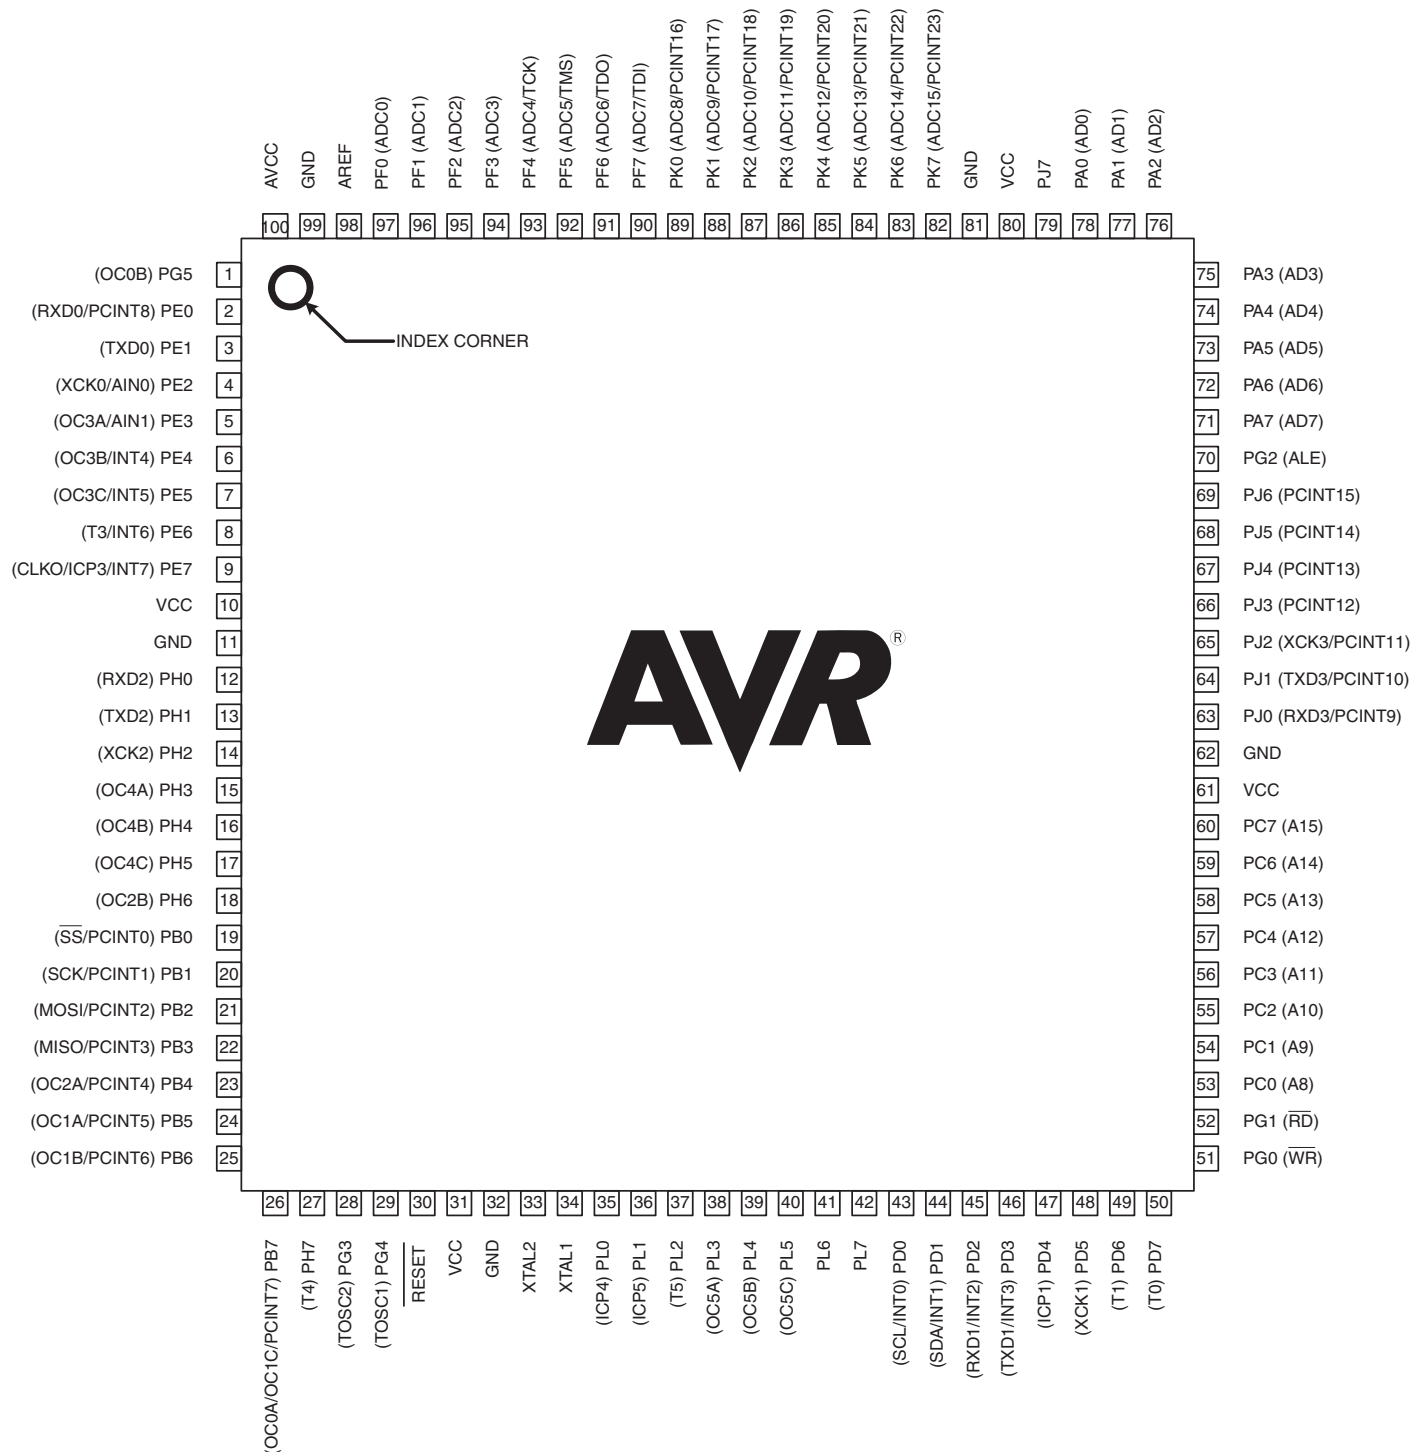 AVCC
GND
AREF
PF0 (ADC0)
PF1 (ADC1)
PF2 (ADC2)
PF3 (ADC3)
PF4 (ADC4/TCK)
PF5 (ADC5/TMS)
PF6 (ADC6/TDO)
PF7 (ADC7/TDI)
PK0 (ADC8/PCINT16)
PK1 (ADC9/PCINT17)
PK2 (ADC10/PCINT18)
PK3 (ADC11/PCINT19)
PK4 (ADC12/PCINT20)
PK5 (ADC13/PCINT21)
PK6 (ADC14/PCINT22)
PK7 (ADC15/PCINT23)
GND
VCC
PJ7
PA0 (AD0)
PA1 (AD1)
PA2 (AD2)
100 99 98 97 96 95 94 93 92 91 90 89 88 87 86 85 84 83 82 81 80 79 78 77 76
(OC0B) PG5 1 75 PA3 (AD3)
(RXD0/PCINT8) PE0 2 74 PA4 (AD4)
INDEX CORNER
(TXD0) PE1 3 73 PA5 (AD5)
(XCK0/AIN0) PE2 4 72 PA6 (AD6)
(OC3A/AIN1) PE3 5 71 PA7 (AD7)
(OC3B/INT4) PE4 6 70 PG2 (ALE)
(OC3C/INT5) PE5 7 69 PJ6 (PCINT15)
(T3/INT6) PE6 8 68 PJ5 (PCINT14)
(CLKO/ICP3/INT7) PE7 9 67 PJ4 (PCINT13)
VCC 10 66 PJ3 (PCINT12)
GND 11 65 PJ2 (XCK3/PCINT11)
(RXD2) PH0 12 64 PJ1 (TXD3/PCINT10)
AVR®
(TXD2) PH1 13 63 PJ0 (RXD3/PCINT9)
(XCK2) PH2 14 62 GND
(OC4A) PH3 15 61 VCC
(OC4B) PH4 16 60 PC7 (A15)
(OC4C) PH5 17 59 PC6 (A14)
(OC2B) PH6 18 58 PC5 (A13)
(SS/PCINT0) PB0 19 57 PC4 (A12)
(SCK/PCINT1) PB1 20 56 PC3 (A11)
(MOSI/PCINT2) PB2 21 55 PC2 (A10)
(MISO/PCINT3) PB3 22 54 PC1 (A9)
(OC2A/PCINT4) PB4 23 53 PC0 (A8)
(OC1A/PCINT5) PB5 24 52 PG1 (RD)
(OC1B/PCINT6) PB6 25 51 PG0 (WR)
26 27 28 29 30 31 32 33 34 35 36 37 38 39 40 41 42 43 44 45 46 47 48 49 50
(OC0A/OC1C/PCINT7) PB7
(T4) PH7
(TOSC2) PG3
(TOSC1) PG4
RESET
VCC
GND
XTAL2
XTAL1
(ICP4) PL0
(ICP5) PL1
(T5) PL2
(OC5A) PL3
(OC5B) PL4
(OC5C) PL5
PL6
PL7
(SCL/INT0) PD0
(SDA/INT1) PD1
(RXD1/INT2) PD2
(TXD1/INT3) PD3
(ICP1) PD4
(XCK1) PD5
(T1) PD6
(T0) PD7